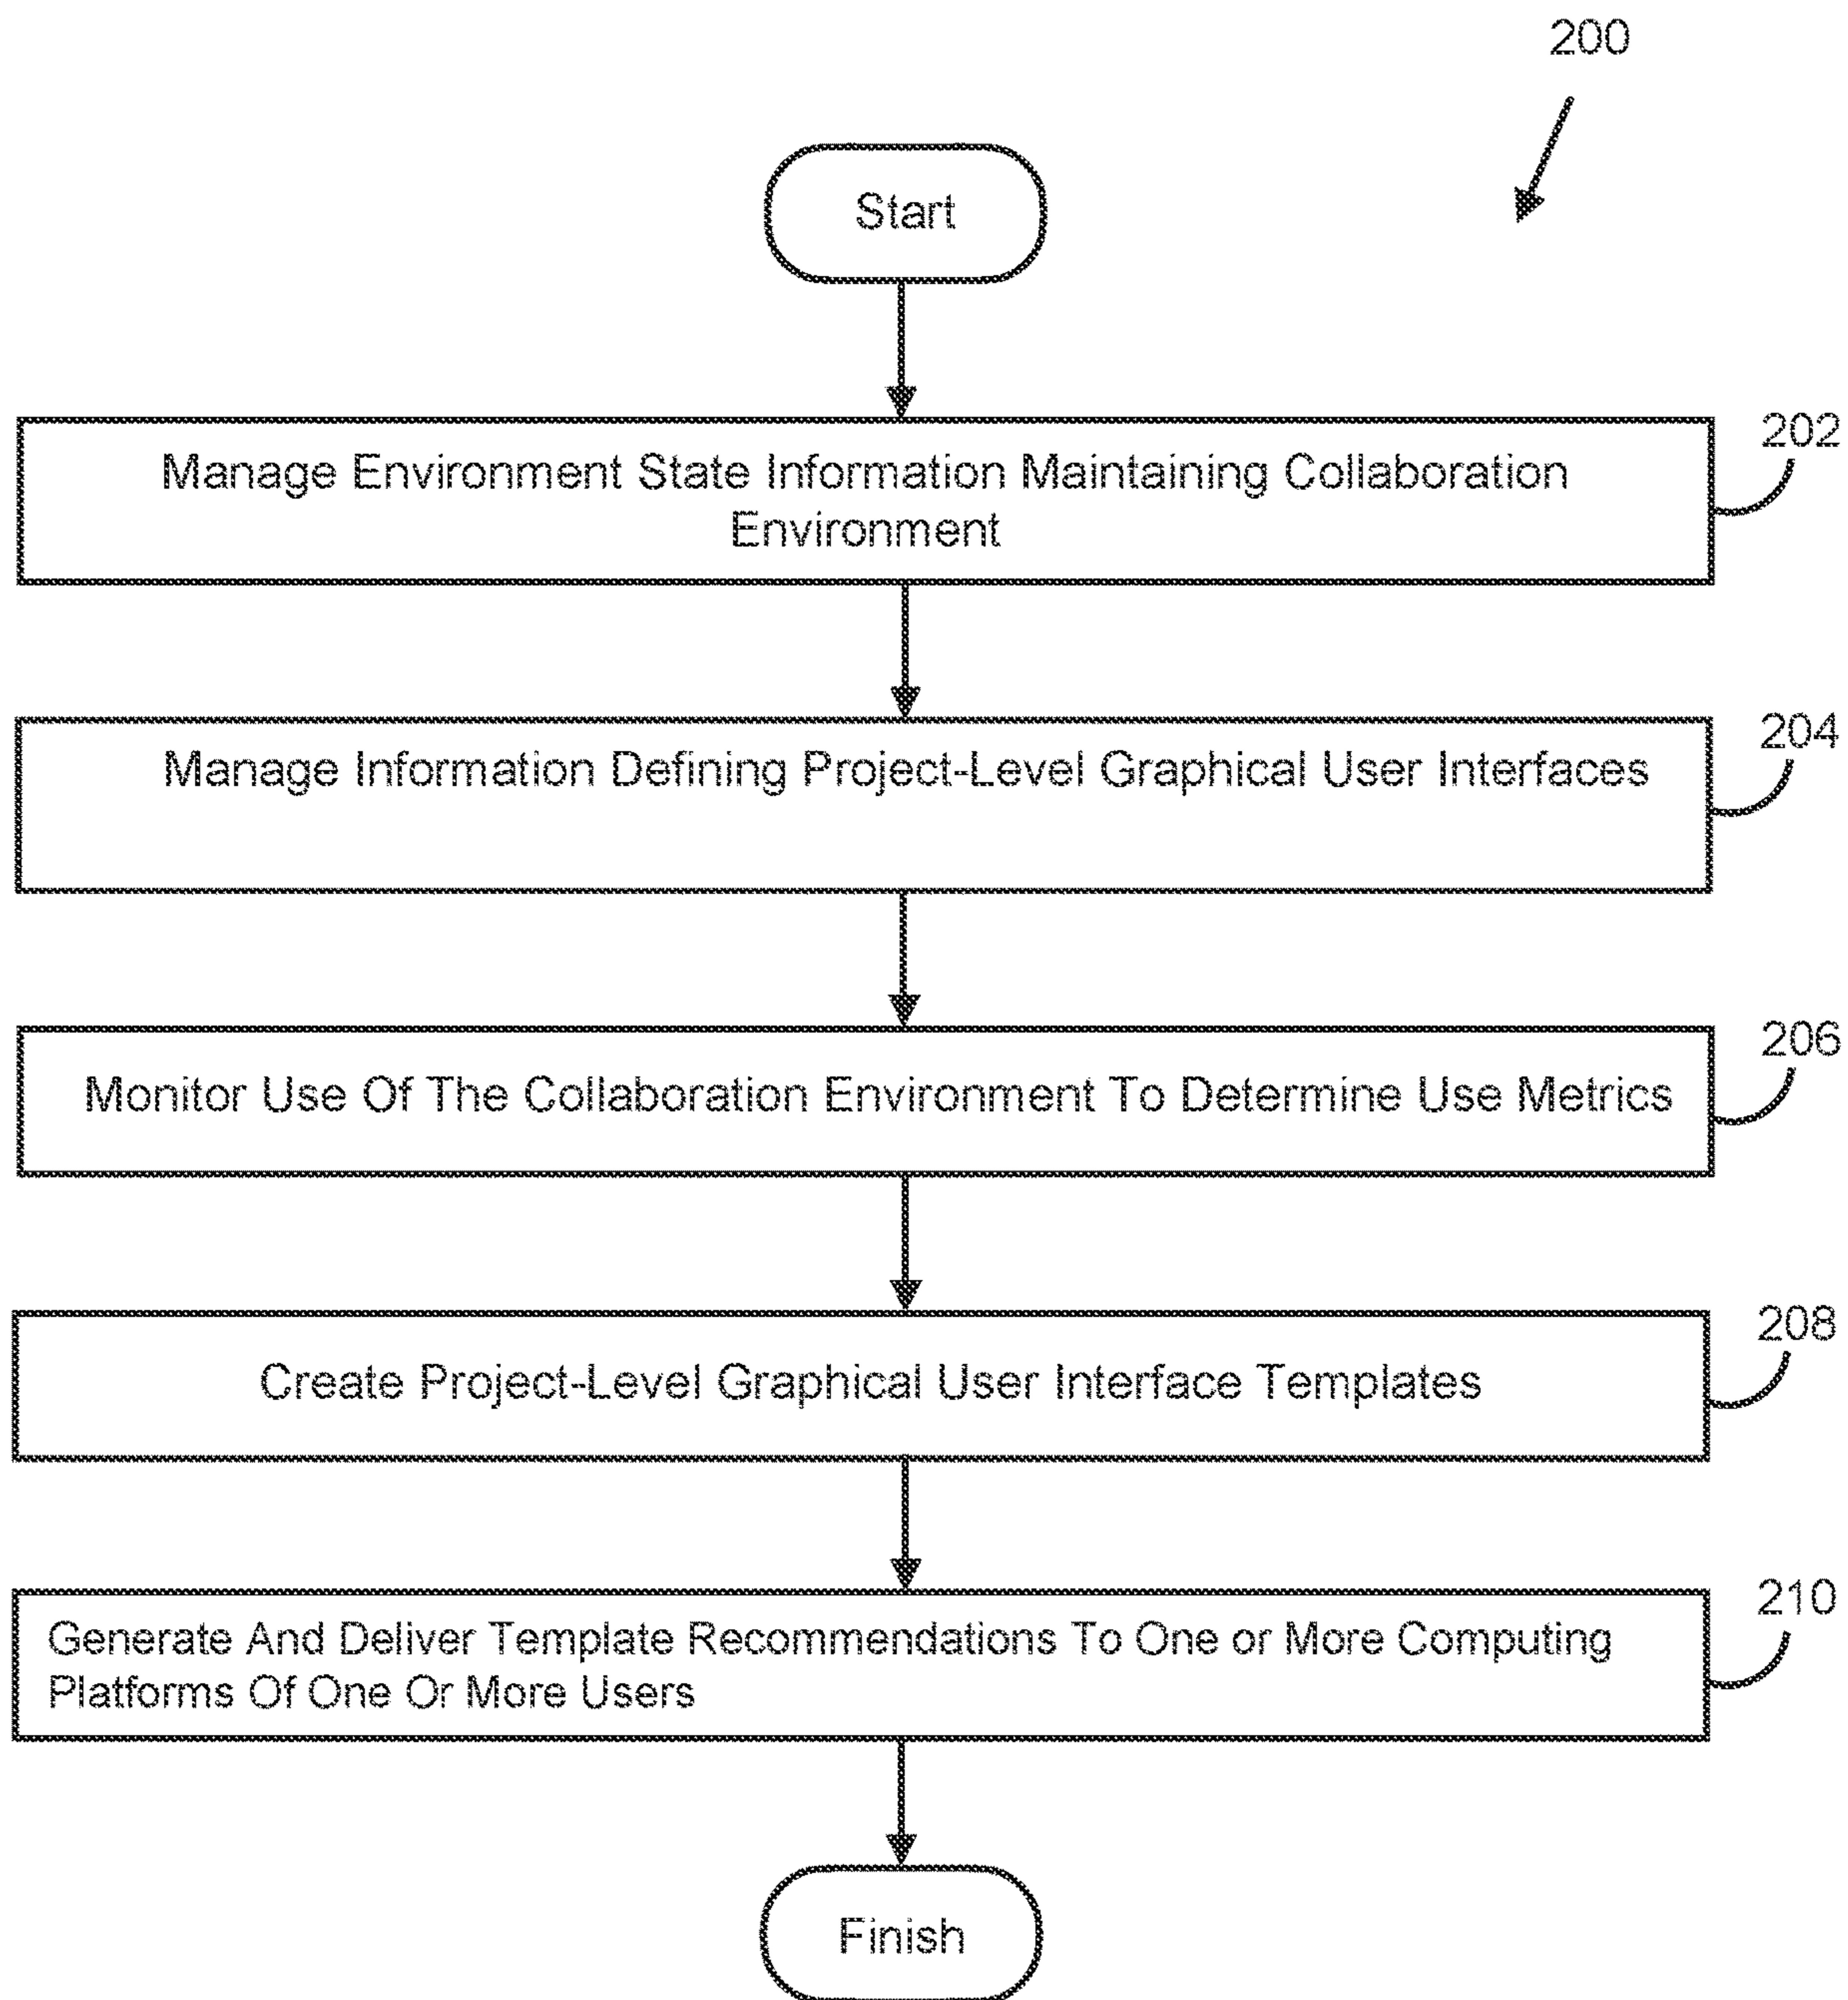 200
Start
202
Manage Environment State Information Maintaining Collaboration
Environment
204
Manage Information Defining Project-Level Graphical User Interfaces
206
Monitor Use Of The Collaboration Environment To Determine Use Metrics
208
Create Project-Level Graphical User Interface Templates
210
Generate And Deliver Template Recommendations To One or More Computing
Platforms Of One Or More Users
Finish